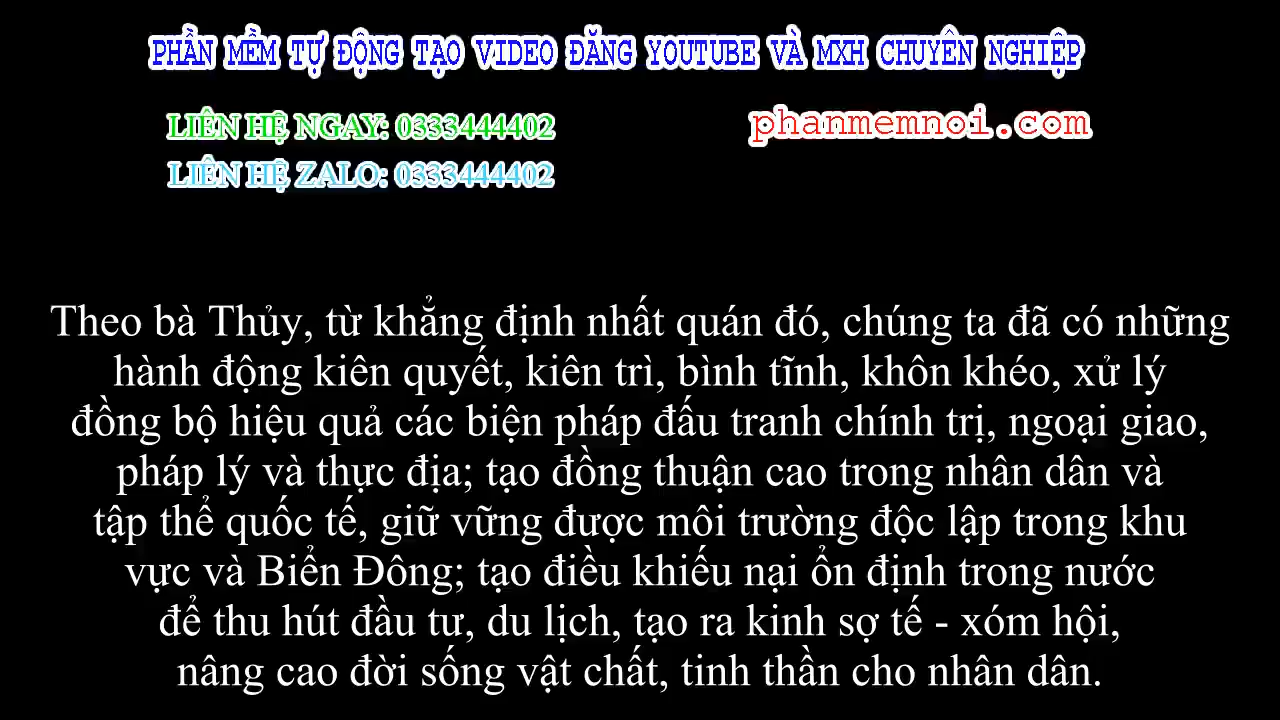 PHẦN MỀM TỰ ĐỘNG TẠO VIDEO ĐĂNG YOUTUBE VÀ MXH CHUYÊN NGHIỆP
LIÊN HỆ NGAY: 0333444402
phanmemnoi.com
LIÊN HỆ ZALO: 0333444402
Theo bà Thủy, từ khẳng định nhất quán đó, chúng ta đã có những
hành động kiên quyết, kiên trì, bình tĩnh, khôn khéo, xử lý
đồng bộ hiệu quả các biện pháp đấu tranh chính trị, ngoại giao,
pháp lý và thực địa; tạo đồng thuận cao trong nhân dân và
tập thể quốc tế, giữ vững được môi trường độc lập trong khu
vực và Biển Đông; tạo điều khiếu nại ổn định trong nước
để thu hút đầu tư, du lịch, tạo ra kinh sợ tế - xóm hội,
nâng cao đời sống vật chất, tinh thần cho nhân dân.